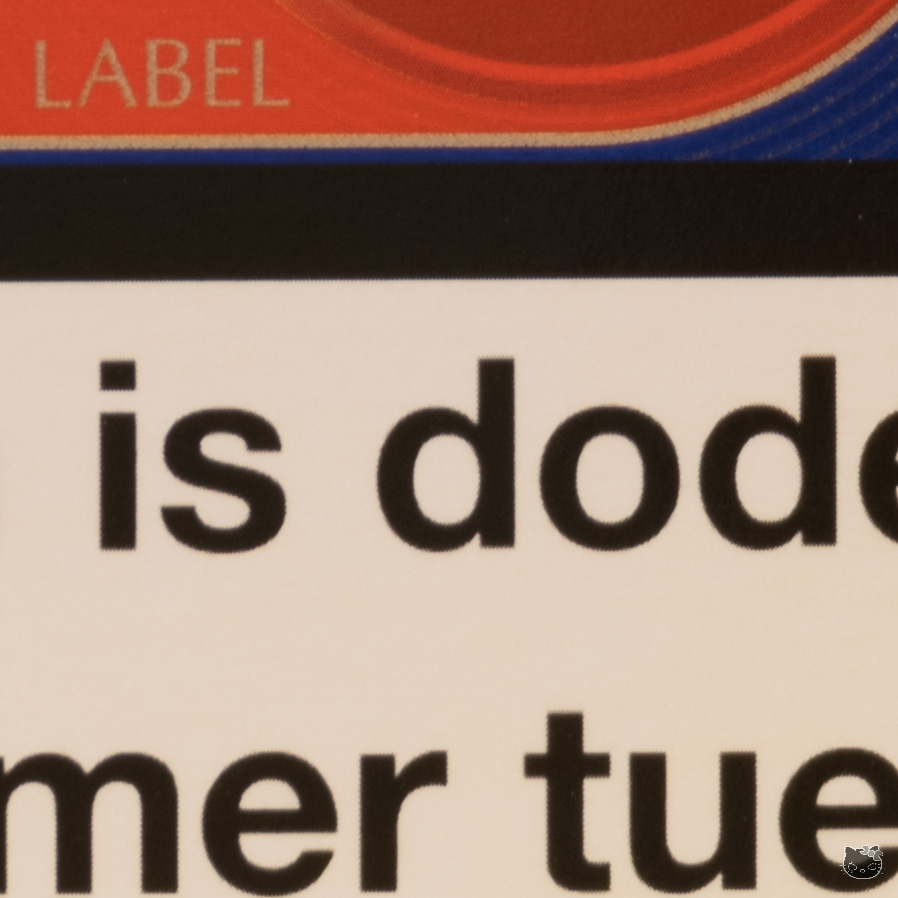 LABEL
is dode
mer tue